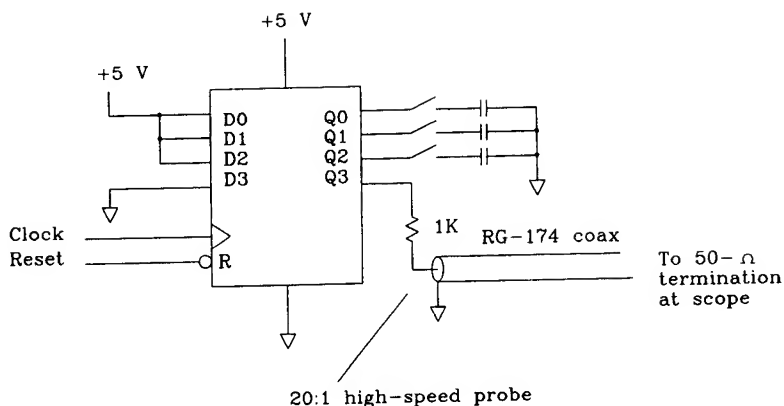 +5 V
+5 V
D0
D1
D2
D3
Q0
Q1
Q2
Q3
1K
RG-174 coax
Clock
Reset
R
To 50-Ω
termination
at scope
20:1 high-speed probe